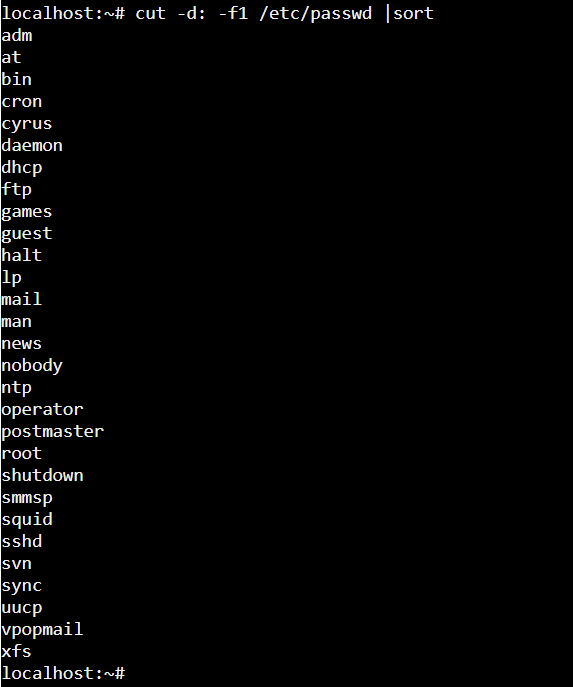 localhost:~# cut -d: -f1 /etc/passwd |sort
adm
at
bin
cron
cyrus
daemon
dhcp
ftp
games
guest
halt
lp
mail
man
news
nobody
ntp
operator
postmaster
root
shutdown
smmsp
squid
sshd
svn
sync
uucp
vpopmail
xfs
localhost:~#